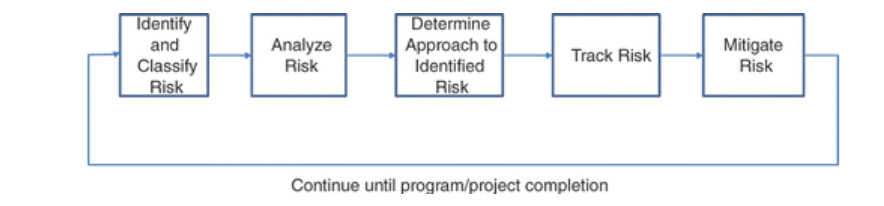 Identify
and
Classify
Risk
Analyze
Risk
Determine
Approach to
Identified
Risk
Track Risk
Mitigate
Risk
Continue until program/project completion